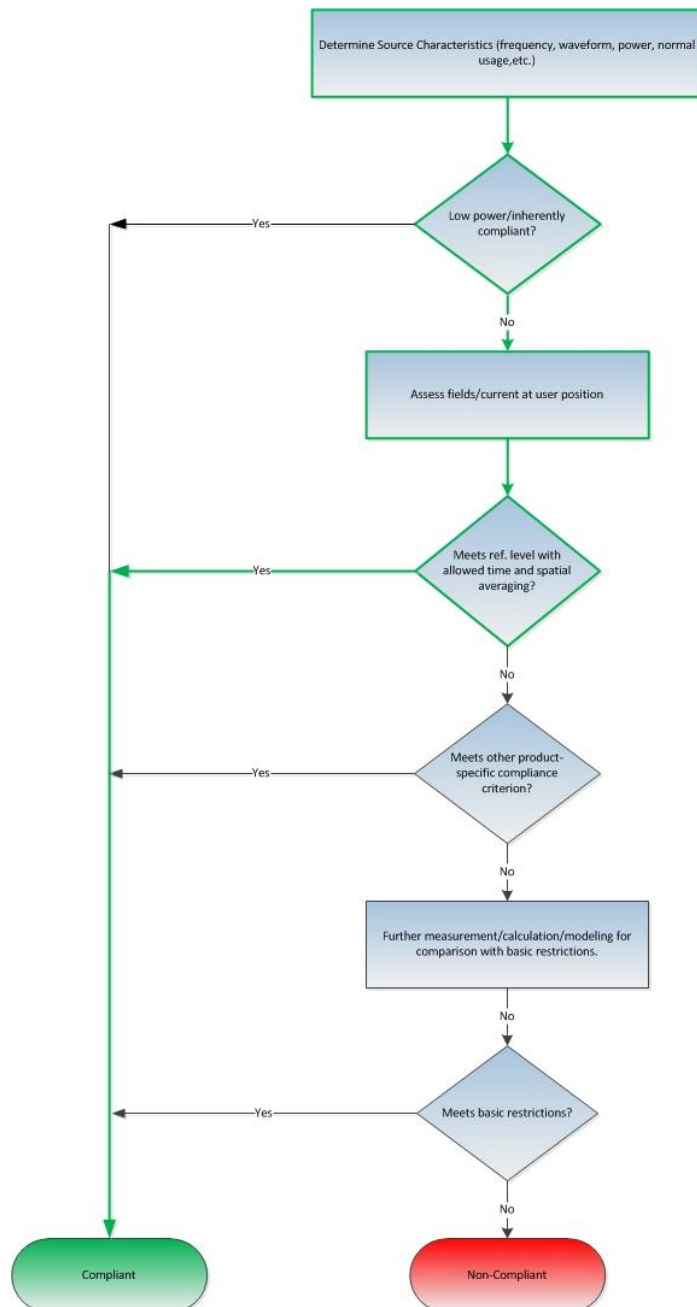 Determine Source Characteristics (frequency, waveform, power, normal
usage,etc.)
Low power/inherently
compliant?
Yes
No
Assess fields/current at user position
Meets ref. level with
allowed time and spatial
averaging?
Yes
No
Meets other product-
specific compliance
criterion?
Yes
No
Further measurement/calculation/modeling for
comparison with basic restrictions.
No
Meets basic restrictions?
Yes
No
Compliant
Non-Compliant